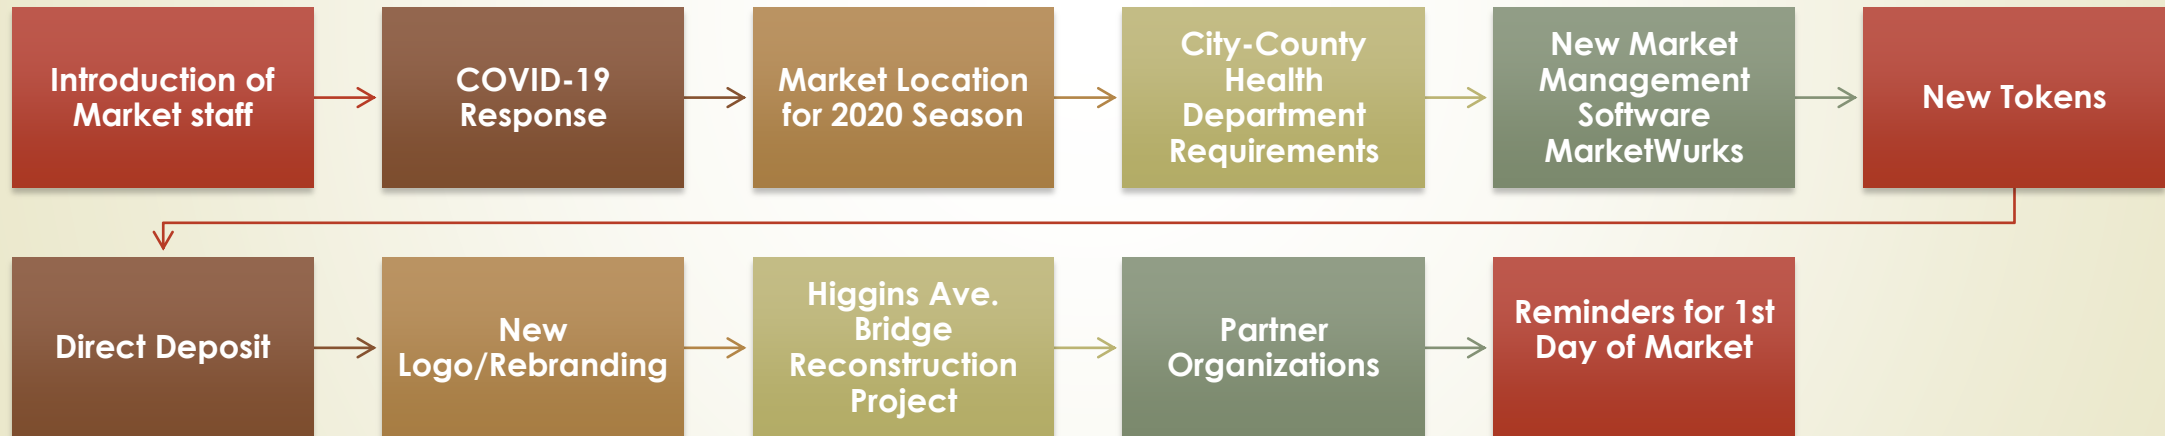 Introduction of
Market staff
COVID-19
Response
Market Location
for 2020 Season
City-County
Health
Department
Requirements
New Market
Management
Software
MarketWurks
New Tokens
Direct Deposit
New
Logo/Rebranding
Higgins Ave.
Bridge
Reconstruction
Project
Partner
Organizations
Reminders for 1st
Day of Market